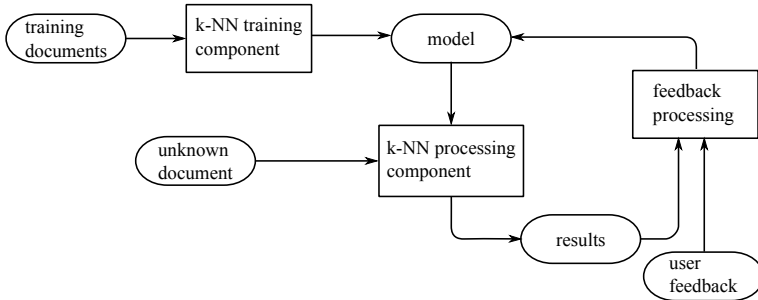 training
documents
k-NN training
component
model
feedback
processing
unknown
document
k-NN processing
component
results
user
feedback